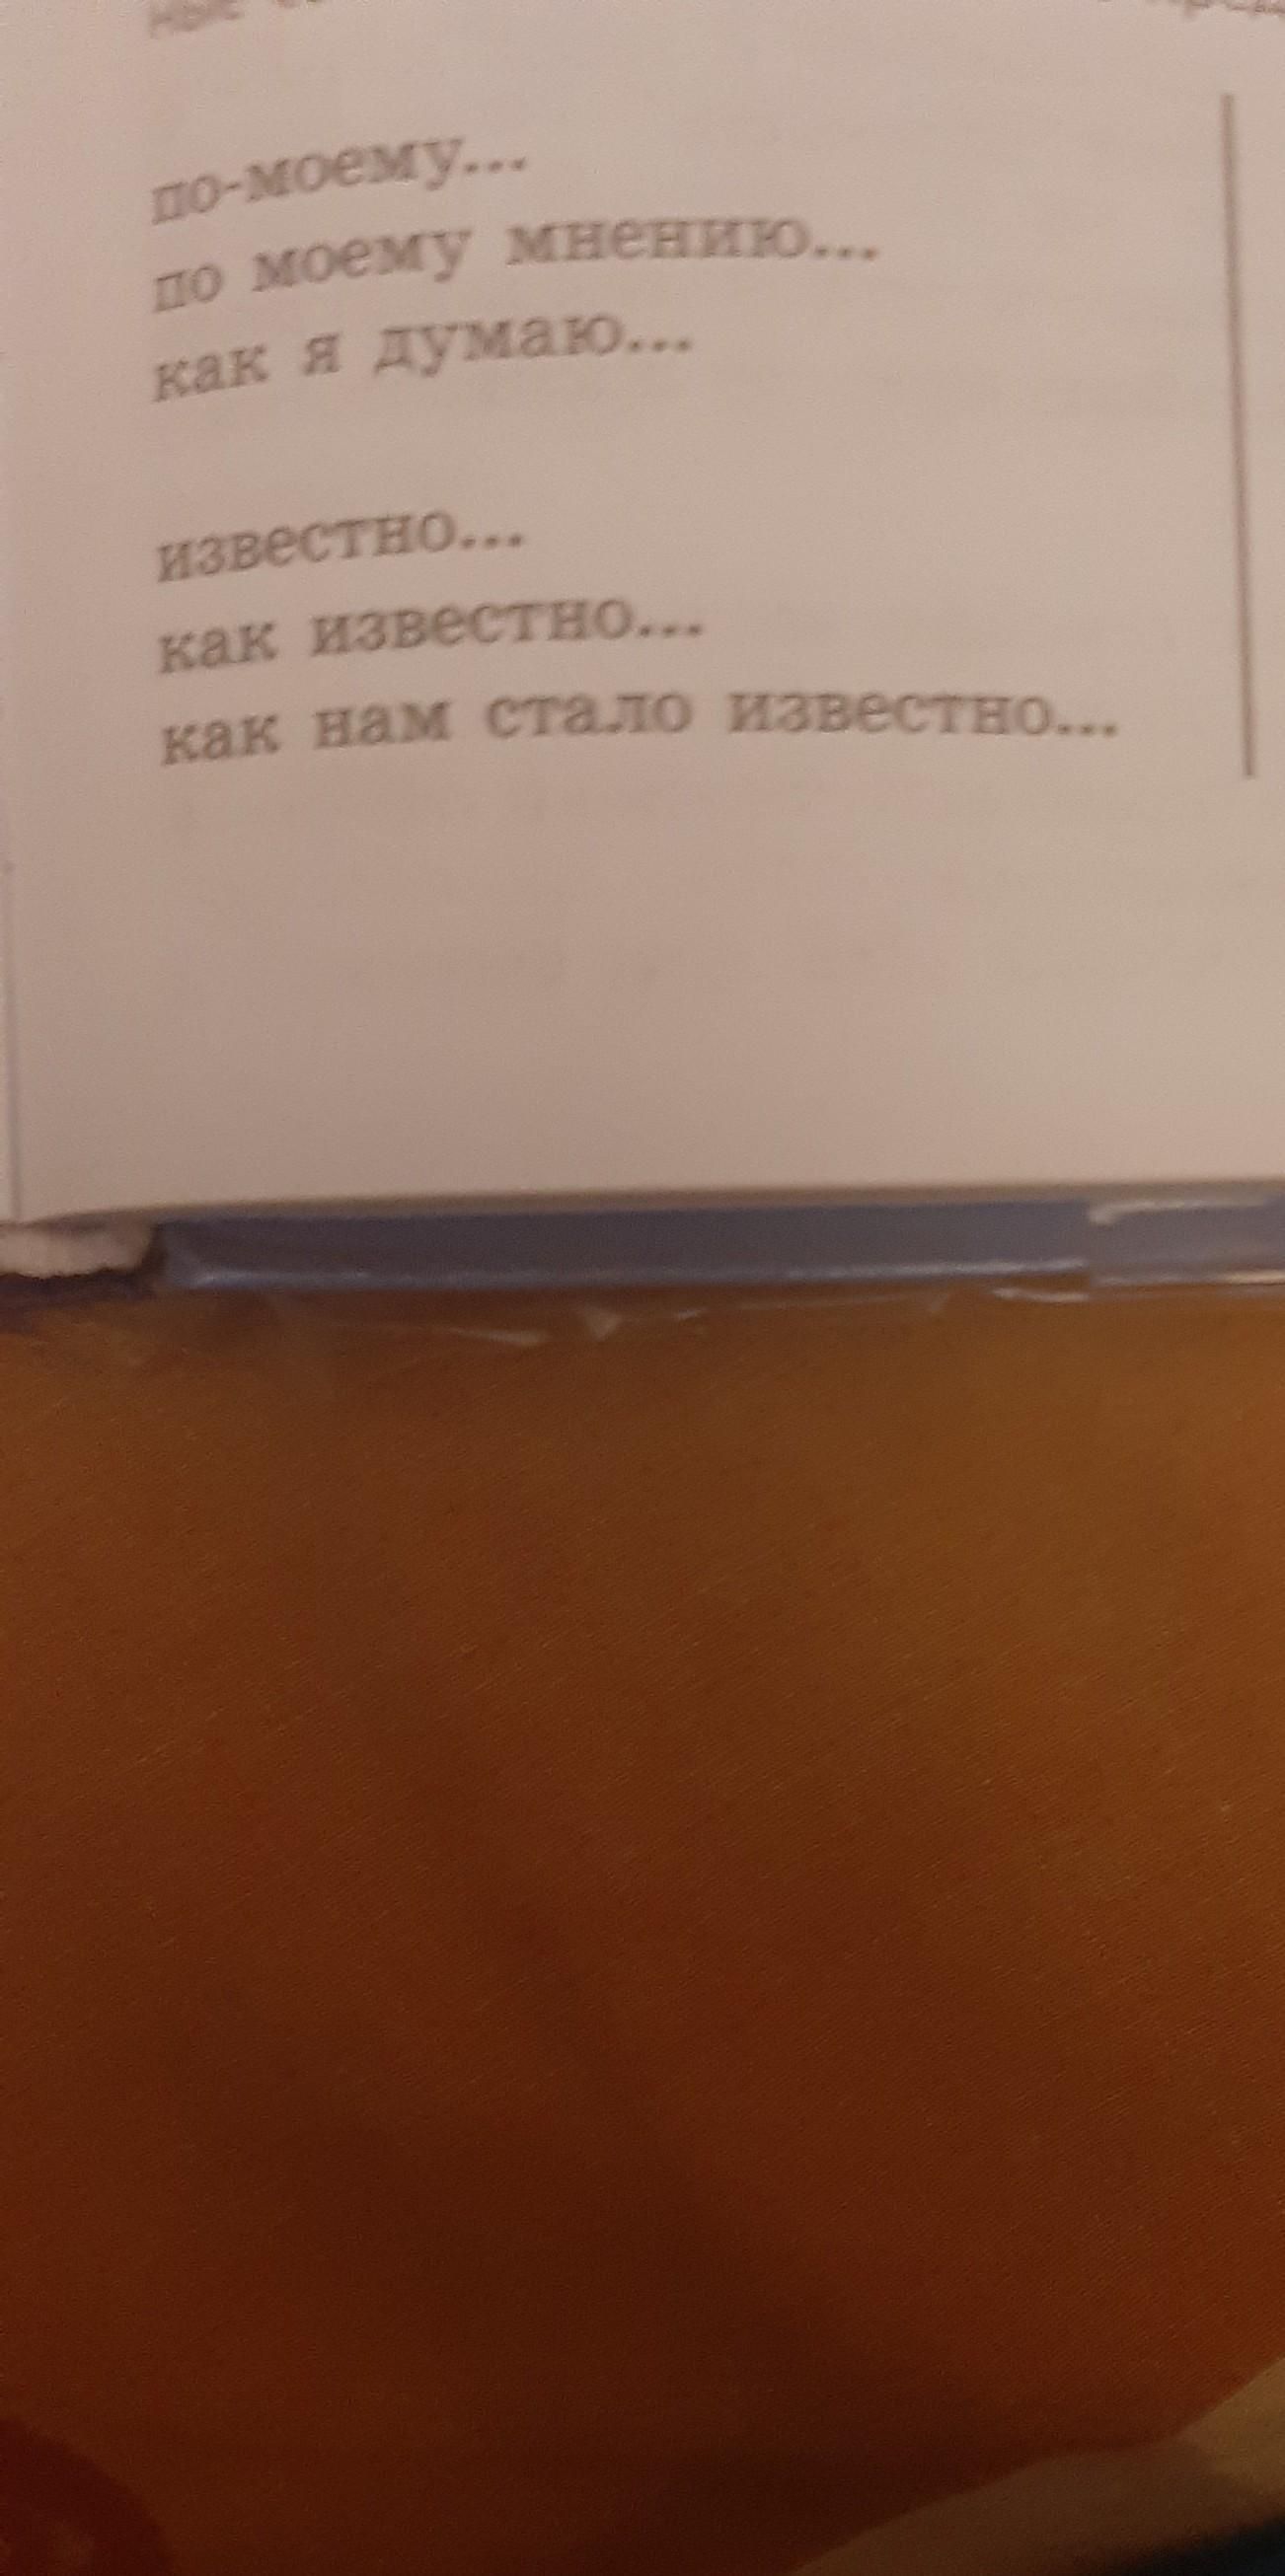 по-моему...
по моему мнению...
как я думаю...
известно...
как известно...
как нам стало известно...